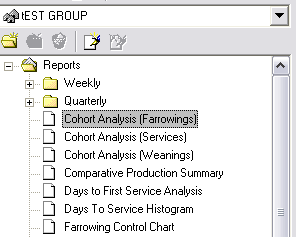 tEST GROUP
Reports
Weekly
Quarterly
Cohort Analysis (Farrowings)
Cohort Analysis (Services)
Cohort Analysis (Weanings)
Comparative Production Summary
Days to First Service Analysis
Days To Service Histogram
Farrowing Control Chart